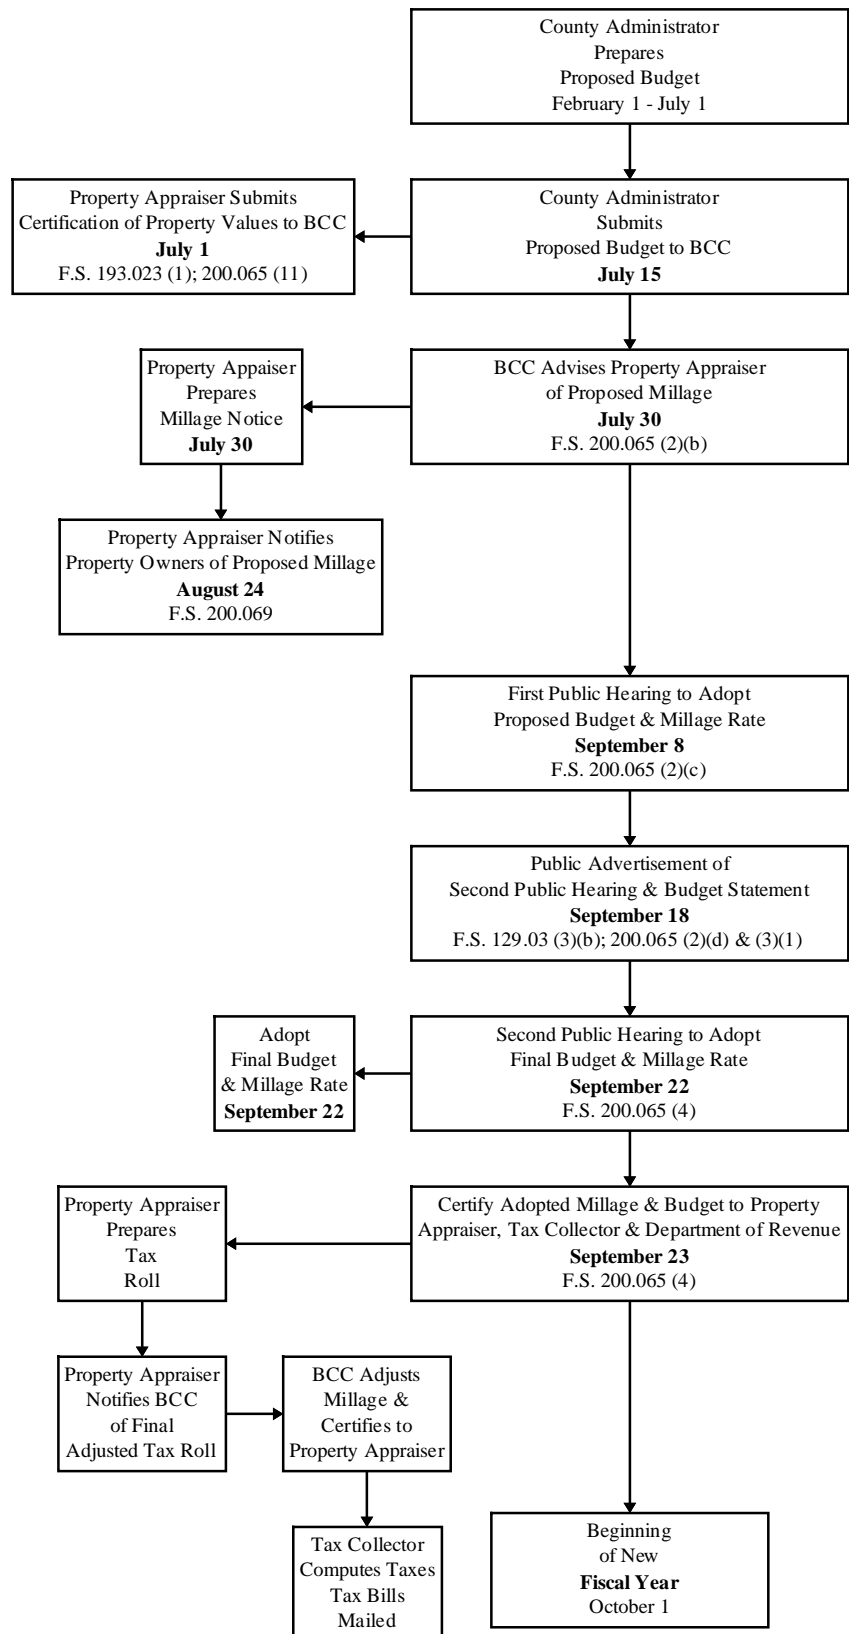 County Administrator
Prepares
Proposed Budget
February 1 - July 1
Property Appraiser Submits
Certification of Property Values to BCC
July 1
F.S. 193.023 (1); 200.065 (11)
County Administrator
Submits
Proposed Budget to BCC
July 15
Property Appaiser
Prepares
Millage Notice
July 30
BCC Advises Property Appraiser
of Proposed Millage
July 30
F.S. 200.065 (2)(b)
Property Appraiser Notifies
Property Owners of Proposed Millage
August 24
F.S. 200.069
First Public Hearing to Adopt
Proposed Budget & Millage Rate
September 8
F.S. 200.065 (2)(c)
Public Advertisement of
Second Public Hearing & Budget Statement
September 18
F.S. 129.03 (3)(b); 200.065 (2)(d) & (3)(1)
Adopt
Final Budget
& Millage Rate
September 22
Second Public Hearing to Adopt
Final Budget & Millage Rate
September 22
F.S. 200.065 (4)
Property Appraiser
Prepares
Tax
Roll
Certify Adopted Millage & Budget to Property
Appraiser, Tax Collector & Department of Revenue
September 23
F.S. 200.065 (4)
Property Appraiser
Notifies BCC
of Final
Adjusted Tax Roll
BCC Adjusts
Millage &
Certifies to
Property Appraiser
Tax Collector
Computes Taxes
Tax Bills
Mailed
Beginning
of New
Fiscal Year
October 1